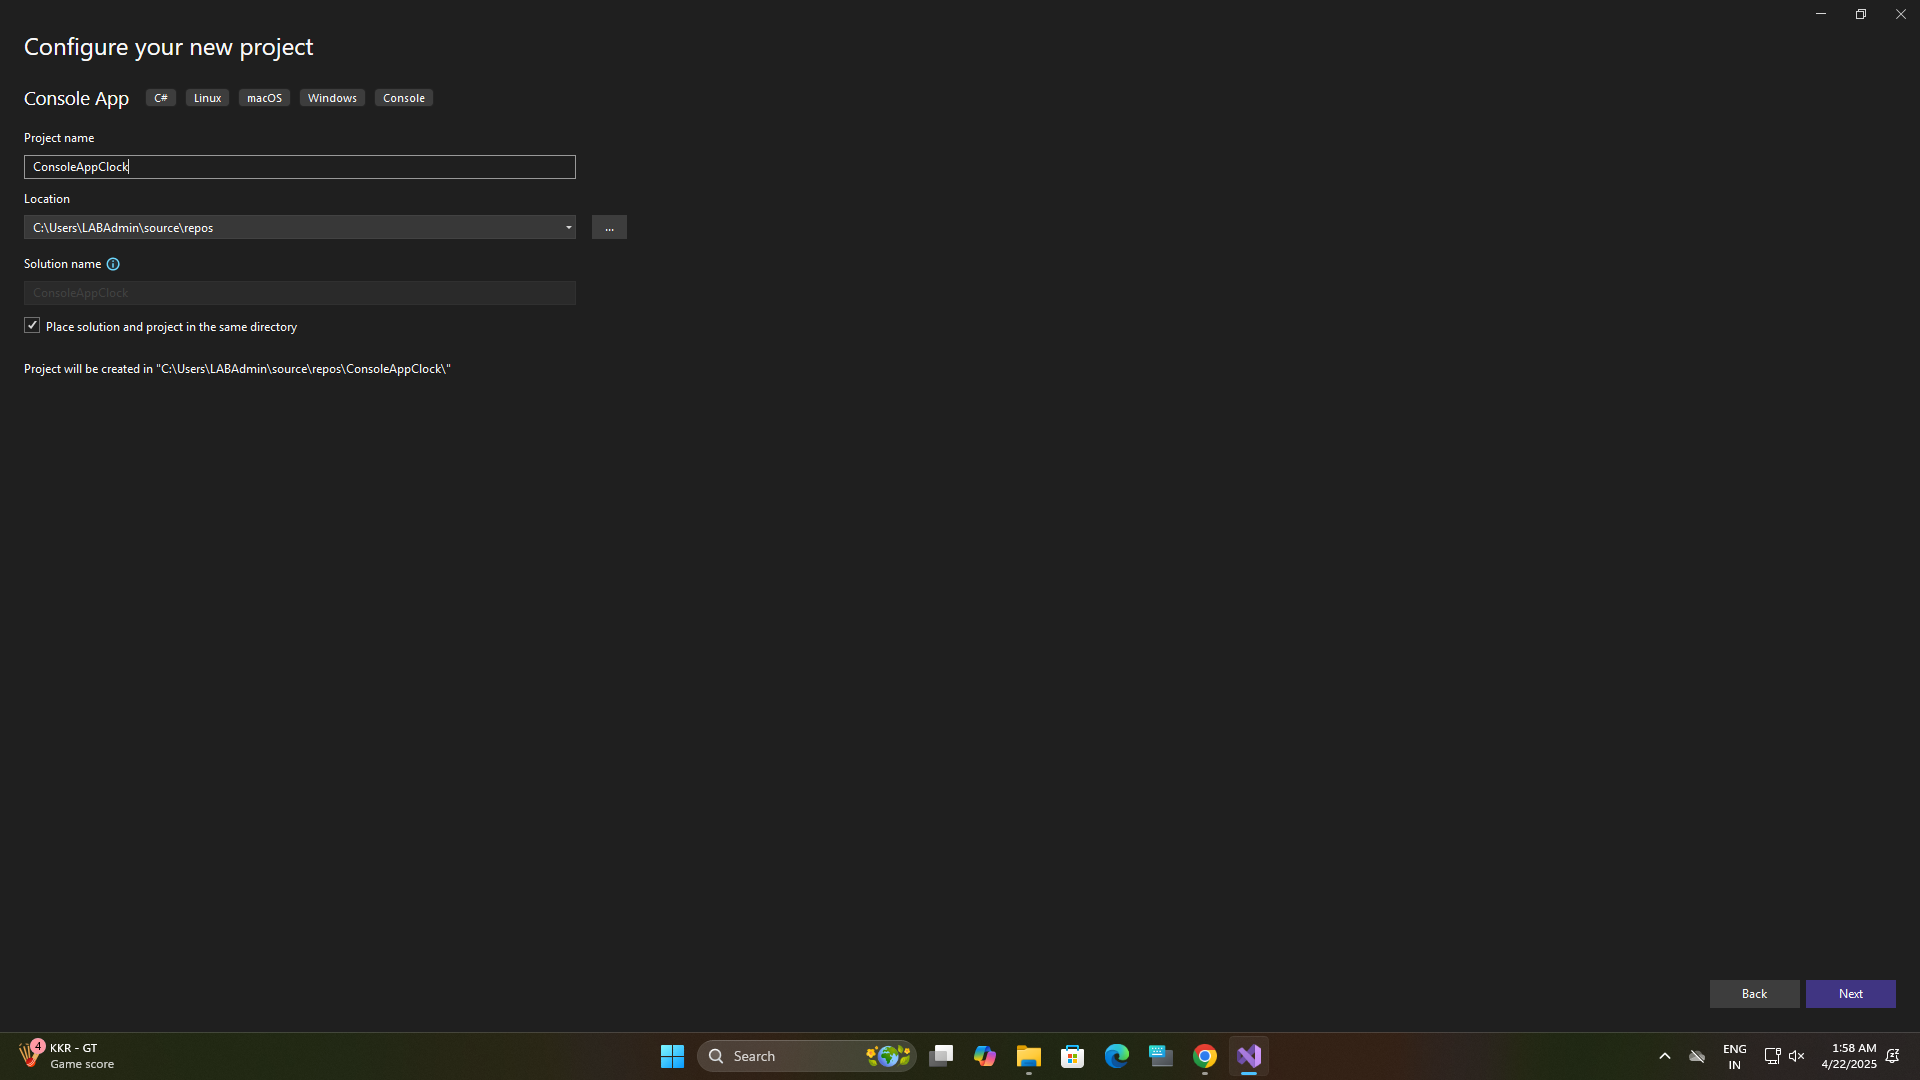 Configure your new project
Console App C# Linux macOS Windows Console
Project name
ConsoleAppClock
Location
C:\Users\LABAdmin\source\repos
...
Solution name
ConsoleAppClock
Place solution and project in the same directory
Project will be created in "C:\Users\LABAdmin\source\repos\ConsoleAppClock\"
Back Next
4
KKR - GT
Game score
Search
ENG
IN
1:58 AM
4/22/2025